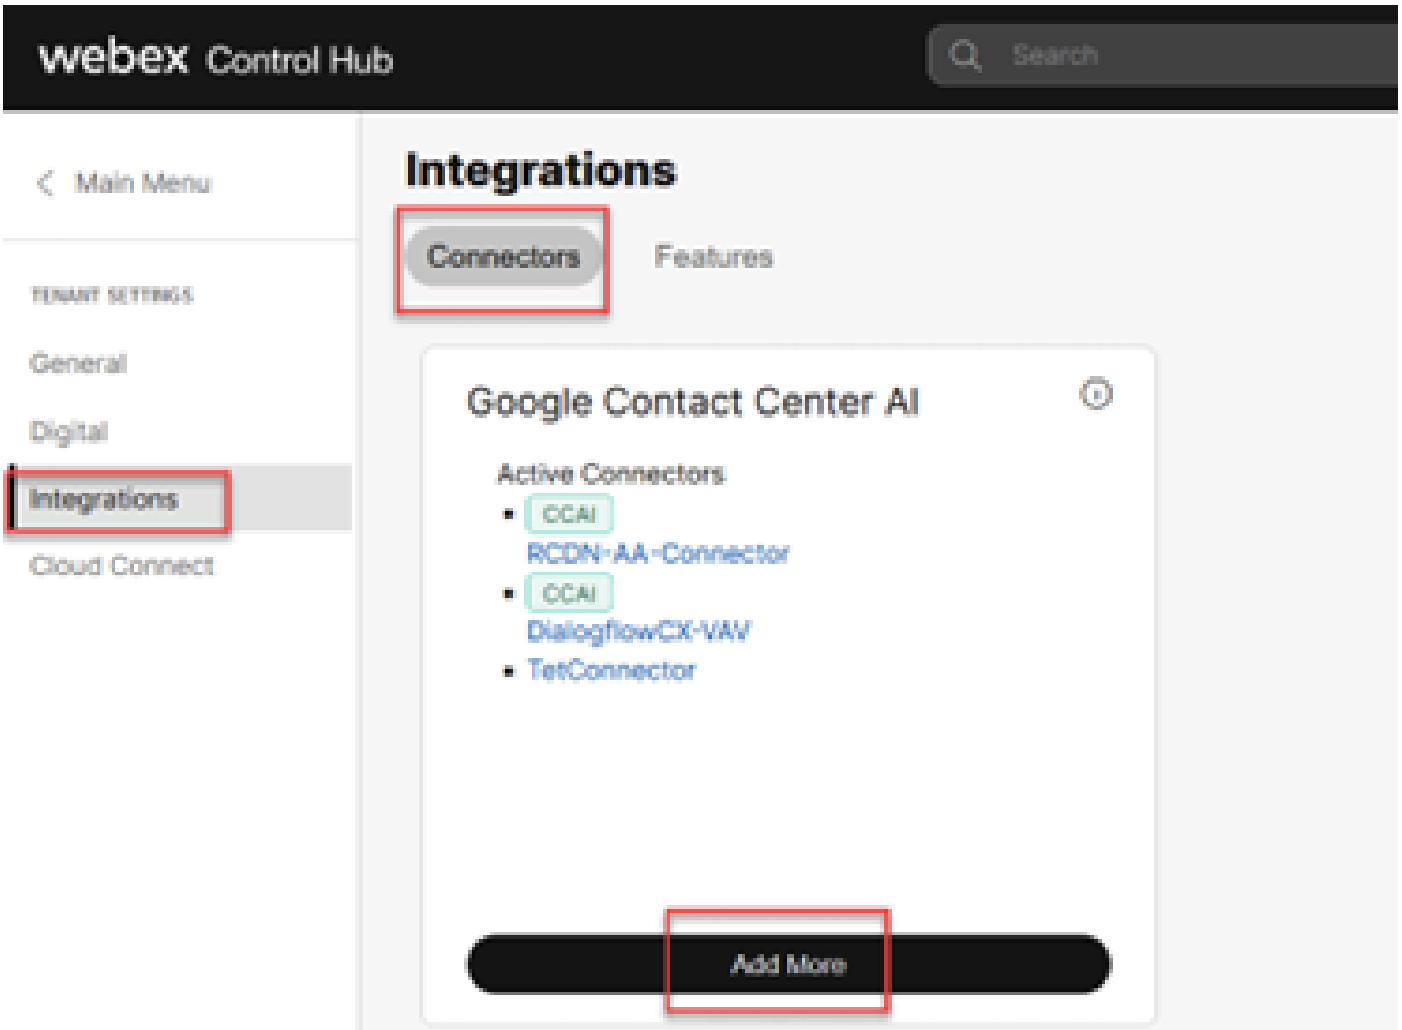 webex Control Hub
Search
Main Menu
TENANT SETTINGS
General
Digital
Integrations
Cloud Connect
Integrations
Connectors
Features
Google Contact Center AI
Active Connectors
CCAI
RCDN-AA-Connector
CCAI
DialogflowCX-VAV
TetConnector
Add More